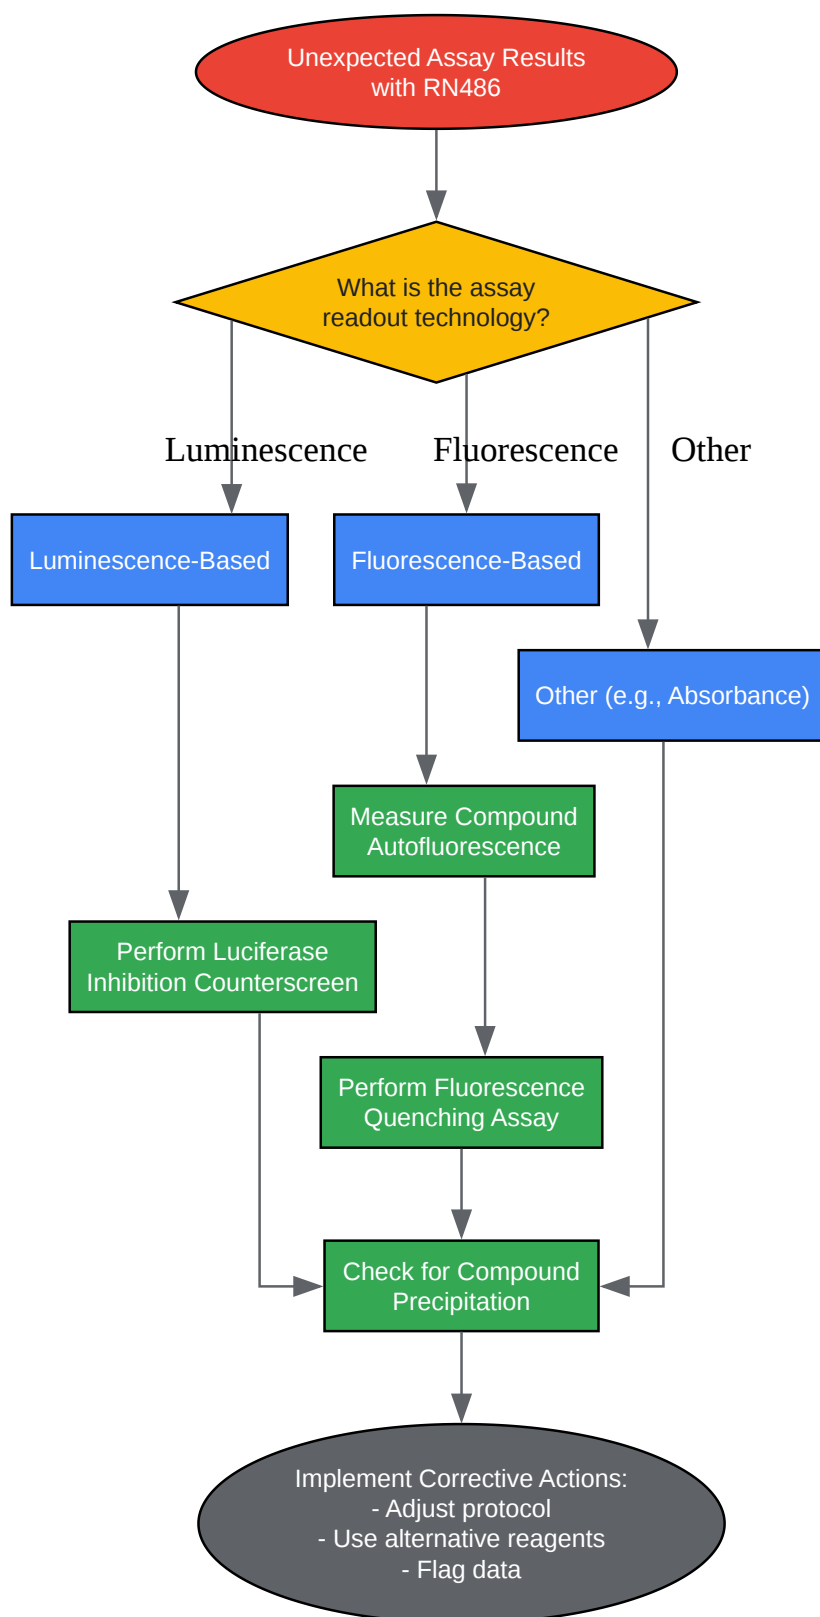 Unexpected Assay Results
with RN486
What is the assay
readout technology?
Luminescence
Fluorescence
Other
Luminescence-Based
Fluorescence-Based
Other (e.g., Absorbance)
Measure Compound
Autofluorescence
Perform Luciferase
Inhibition Counterscreen
Perform Fluorescence
Quenching Assay
Check for Compound
Precipitation
Implement Corrective Actions:
- Adjust protocol
- Use alternative reagents
- Flag data